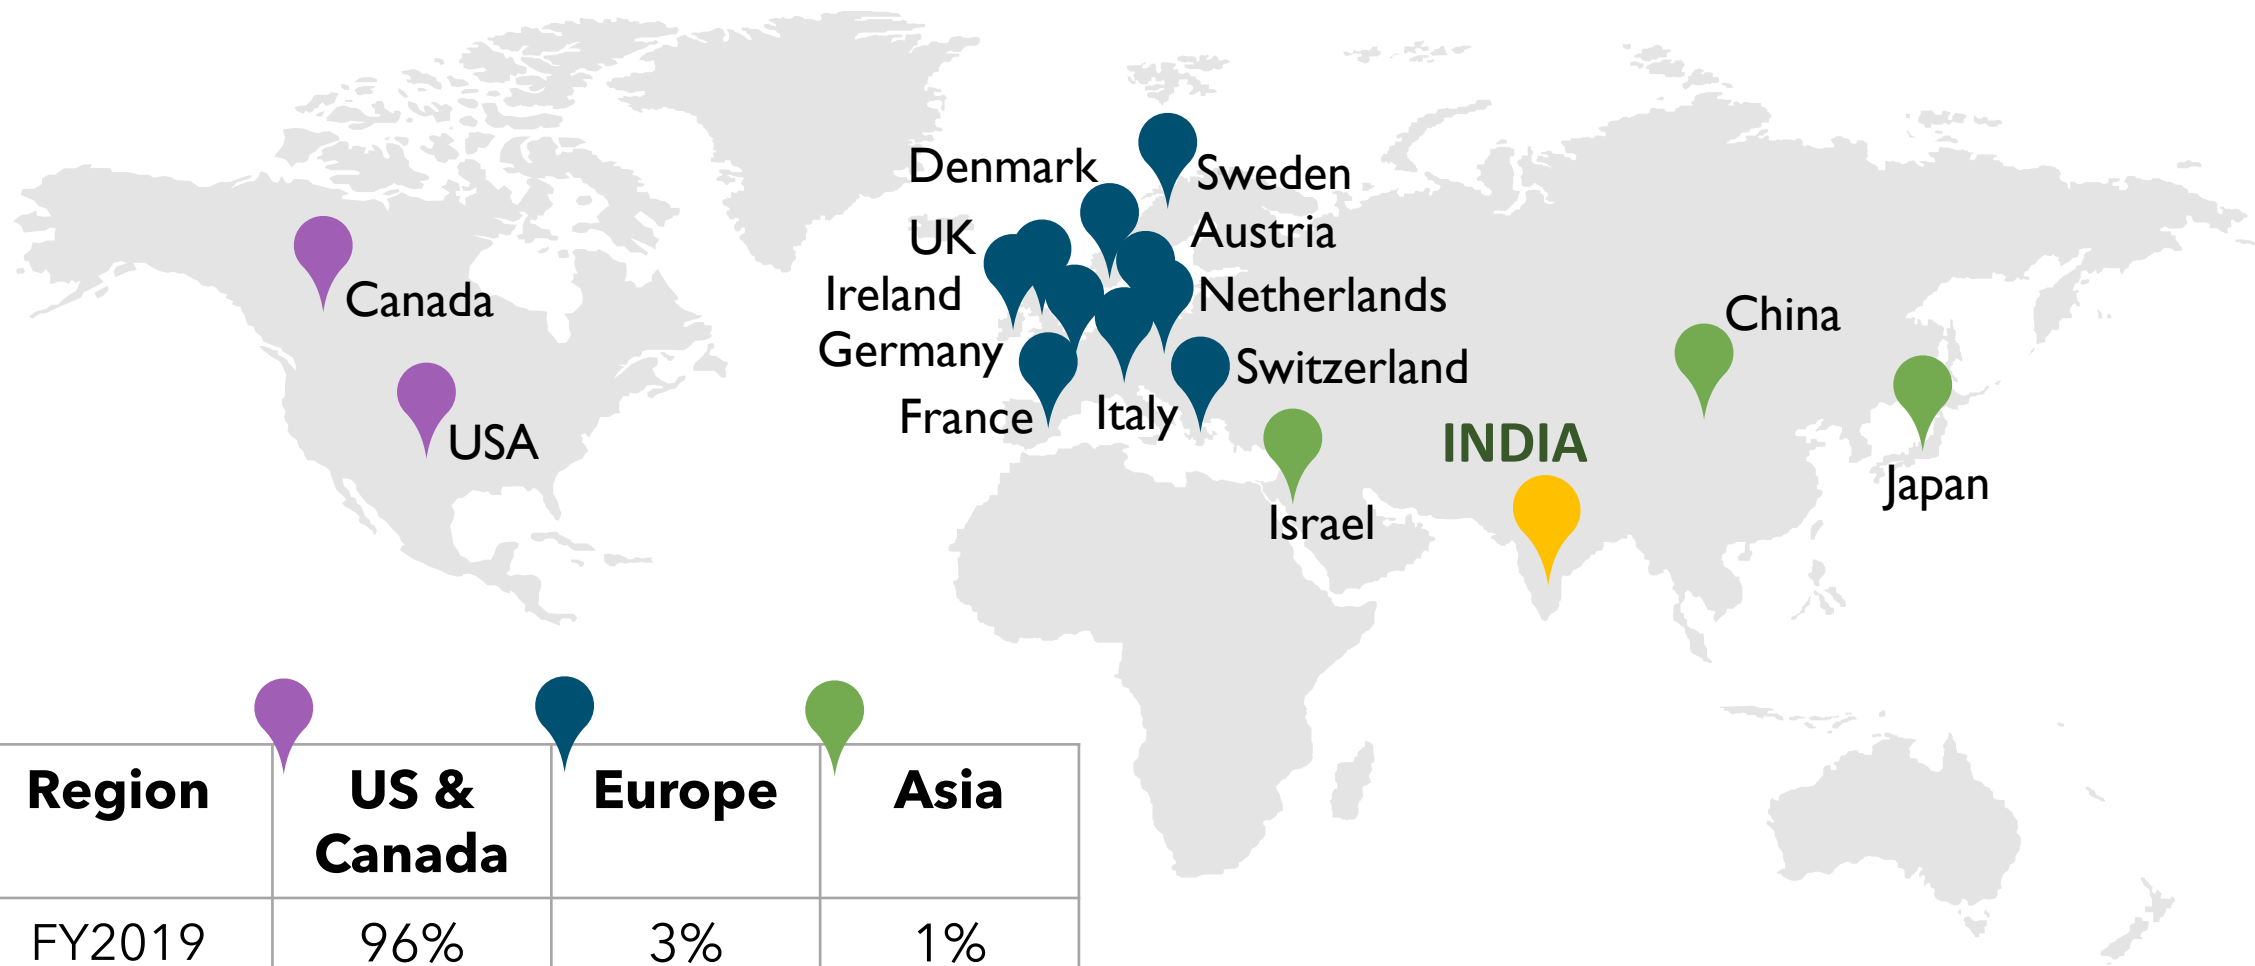 Denmark
Sweden
UK
Austria
Ireland
Netherlands
Canada
Germany
China
Switzerland
France
Italy
USA
INDIA
Japan
Israel
Region
US &
Canada
Europe
Asia
FY2019
96%
3%
1%